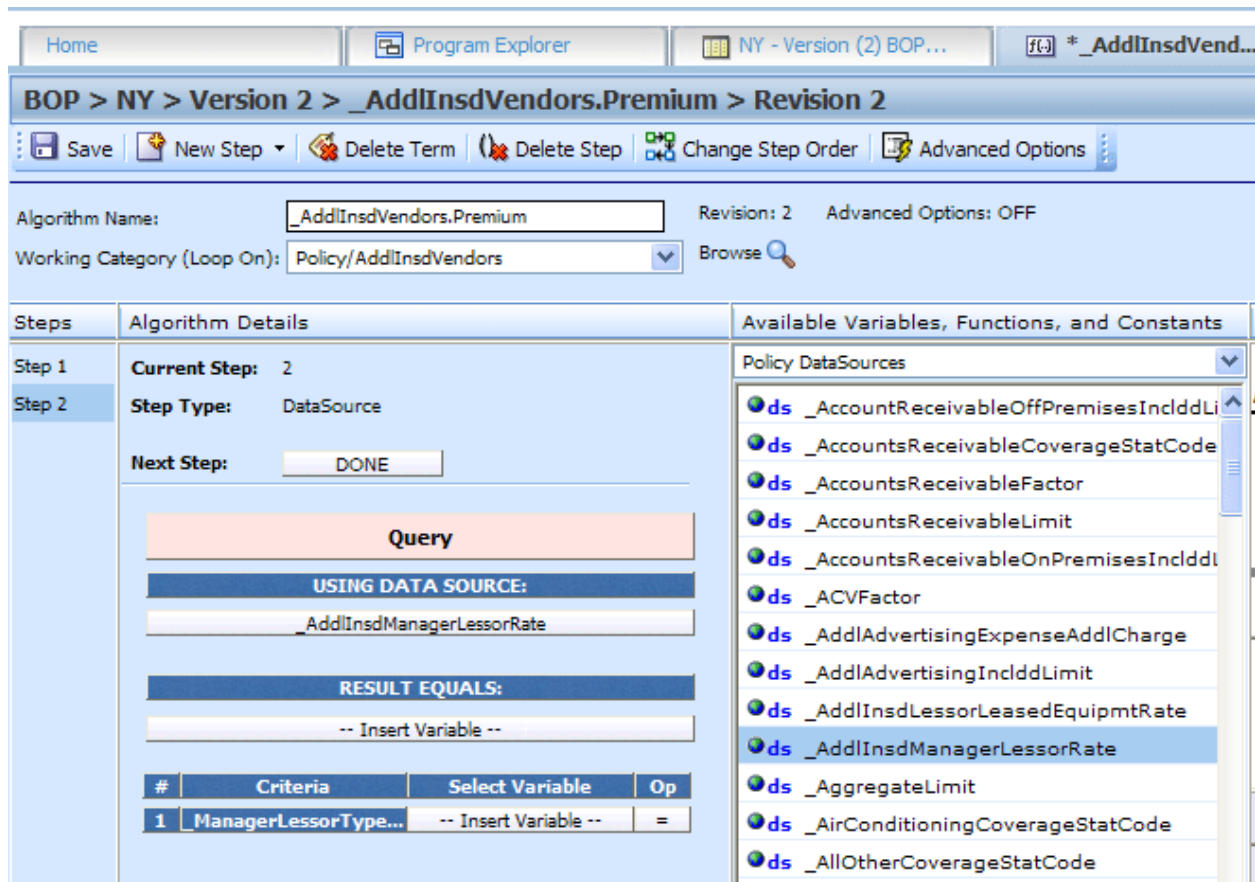 Home
Program Explorer
NY - Version (2) BOP...
*_AddlInsdVend...
BOP > NY > Version 2 > _AddlInsdVendors.Premium > Revision 2
Save
New Step
Delete Term
Delete Step
Change Step Order
Advanced Options
Algorithm Name:
_AddlInsdVendors.Premium
Revision: 2
Advanced Options: OFF
Working Category (Loop On):
Policy/AddlInsdVendors
Browse
Steps
Algorithm Details
Available Variables, Functions, and Constants
Step 1
Step 2
Current Step: 2
Step Type: DataSource
Next Step: DONE
Query
USING DATA SOURCE:
_AddlInsdManagerLessorRate
RESULT EQUALS:
-- Insert Variable --
# Criteria Select Variable Op
1 _ManagerLessorType... -- Insert Variable -- =
Policy DataSources
ds _AccountReceivableOffPremisesInclddLi
ds _AccountsReceivableCoverageStatCode
ds _AccountsReceivableFactor
ds _AccountsReceivableLimit
ds _AccountsReceivableOnPremisesInclddL
ds _ACVFactor
ds _AddlAdvertisingExpenseAddlCharge
ds _AddlAdvertisingInclddLimit
ds _AddlInsdLessorLeasedEquipmtRate
ds _AddlInsdManagerLessorRate
ds _AggregateLimit
ds _AirConditioningCoverageStatCode
ds _AllOtherCoverageStatCode